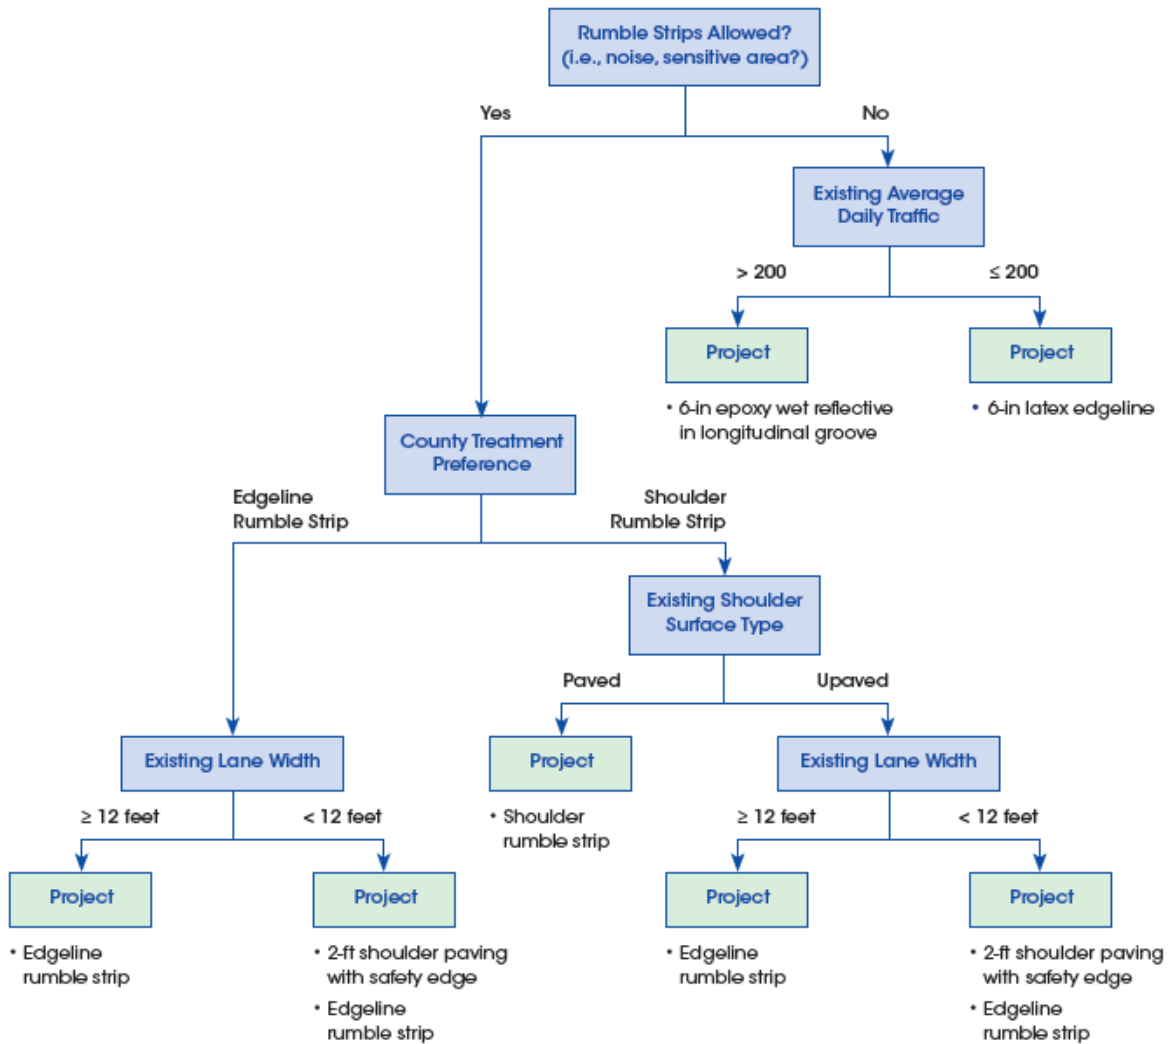 Rumble Strips Allowed?
(i.e., noise, sensitive area?)
Yes
No
Existing Average
Daily Traffic
> 200
≤ 200
Project
Project
• 6-in epoxy wet reflective
in longitudinal groove
• 6-in latex edgeline
County Treatment
Preference
Edgeline
Rumble Strip
Shoulder
Rumble Strip
Existing Shoulder
Surface Type
Paved
Upaved
Existing Lane Width
Project
Existing Lane Width
≥ 12 feet
< 12 feet
• Shoulder
rumble strip
≥ 12 feet
< 12 feet
Project
Project
Project
Project
• Edgeline
rumble strip
• 2-ft shoulder paving
with safety edge
• Edgeline
rumble strip
• Edgeline
rumble strip
• 2-ft shoulder paving
with safety edge
• Edgeline
rumble strip